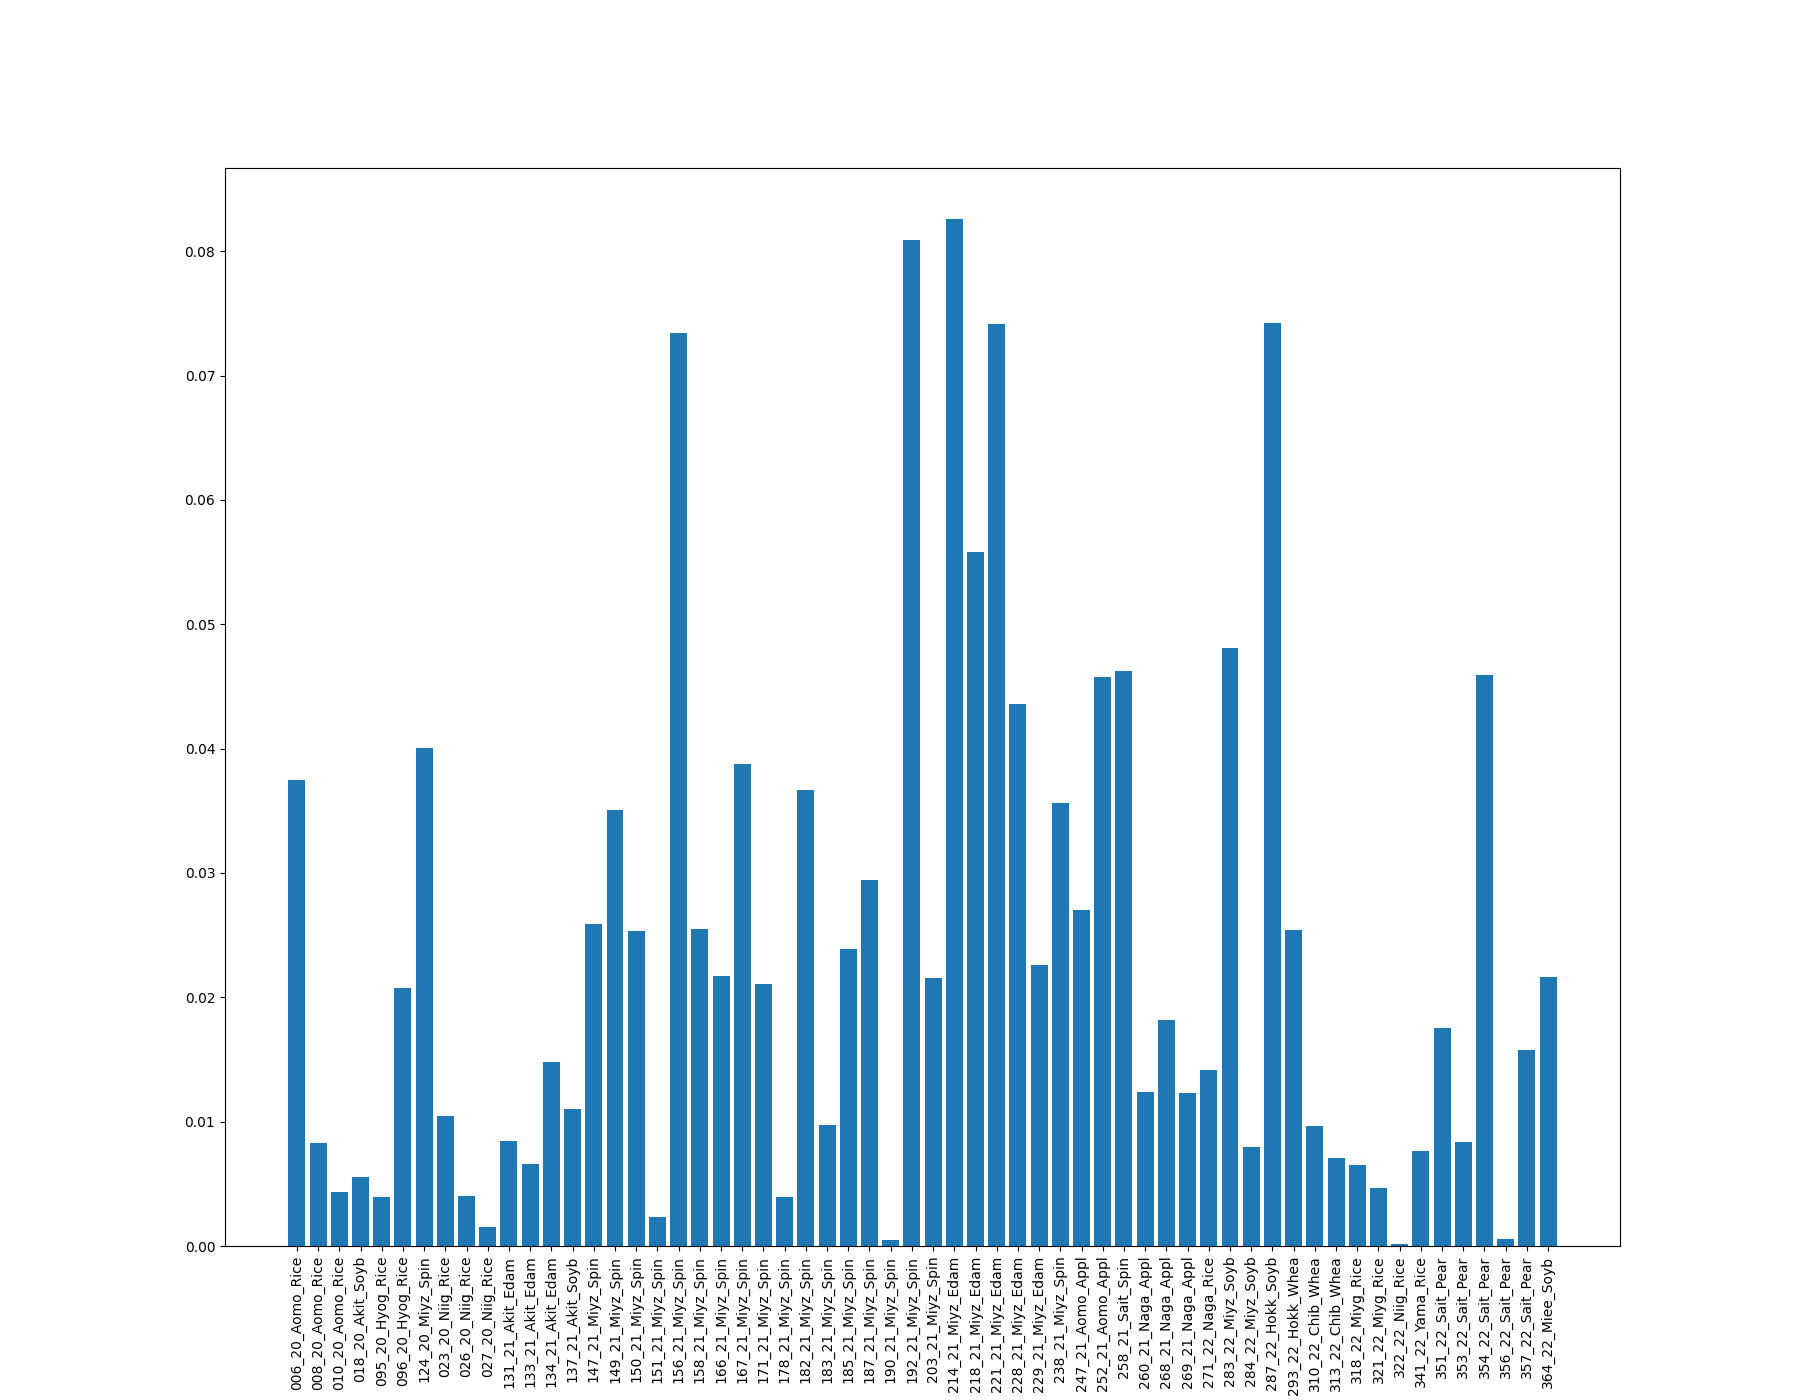 0.08
0.07
0.06
0.05
0.04
0.03
0.02
0.01
0.00
006_20_Aomo_Rice
008_20_Aomo_Rice
010_20_Aomo_Rice
018_20_Akit_Soyb
095_20_Hyog_Rice
096_20_Hyog_Rice
124_20_Miyz_Spin
023_20_Niig_Rice
026_20_Niig_Rice
027_20_Niig_Rice
131_21_Akit_Edam
133_21_Akit_Edam
134_21_Akit_Edam
137_21_Akit_Soyb
147_21_Miyz_Spin
149_21_Miyz_Spin
150_21_Miyz_Spin
151_21_Miyz_Spin
156_21_Miyz_Spin
158_21_Miyz_Spin
166_21_Miyz_Spin
167_21_Miyz_Spin
171_21_Miyz_Spin
178_21_Miyz_Spin
182_21_Miyz_Spin
183_21_Miyz_Spin
185_21_Miyz_Spin
187_21_Miyz_Spin
190_21_Miyz_Spin
192_21_Miyz_Spin
203_21_Miyz_Spin
214_21_Miyz_Edam
218_21_Miyz_Edam
221_21_Miyz_Edam
228_21_Miyz_Edam
229_21_Miyz_Edam
238_21_Miyz_Spin
247_21_Aomo_Appl
252_21_Aomo_Appl
258_21_Sait_Spin
260_21_Naga_Appl
268_21_Naga_Appl
269_21_Naga_Appl
271_22_Naga_Rice
283_22_Miyz_Soyb
284_22_Miyz_Soyb
287_22_Hokk_Soyb
293_22_Hokk_Whea
310_22_Chib_Whea
313_22_Chib_Whea
318_22_Miyg_Rice
321_22_Miyg_Rice
322_22_Niig_Rice
341_22_Yama_Rice
351_22_Sait_Pear
353_22_Sait_Pear
354_22_Sait_Pear
356_22_Sait_Pear
357_22_Sait_Pear
364_22_Miee_Soyb